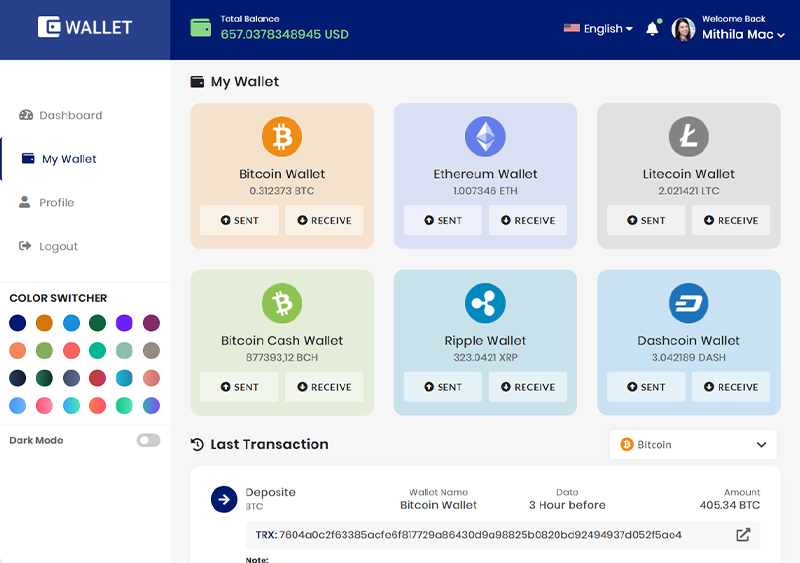 WALLET
Total Balance
657.0378348945 USD
English
Welcome Back
Mithila Mac
Dashboard
My Wallet
Profile
Logout
COLOR SWITCHER
Dark Mode
My Wallet
Bitcoin Wallet
0.312373 BTC
SENT
RECEIVE
Ethereum Wallet
1.007346 ETH
SENT
RECEIVE
Litecoin Wallet
2.021421 LTC
SENT
RECEIVE
Bitcoin Cash Wallet
877393,12 BCH
SENT
RECEIVE
Ripple Wallet
323.0421 XRP
SENT
RECEIVE
Dashcoin Wallet
3.042189 DASH
SENT
RECEIVE
Last Transaction
Bitcoin
Deposite
BTC
Wallet Name
Bitcoin Wallet
Date
3 Hour before
Amount
405.34 BTC
TRX: 7604a0c2f63385acfe6f817729a86430d9a98825b0820bd92494937d052f5ae4
Note: